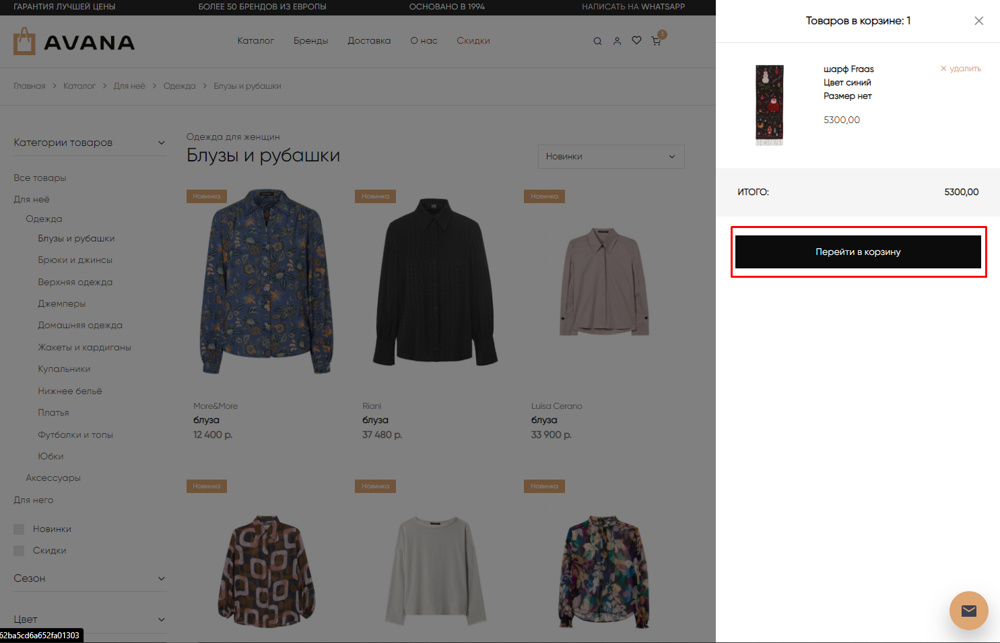 ГАРАНТИЯ ЛУЧШЕЙ ЦЕНЫ
БОЛЕЕ 50 БРЕНДОВ ИЗ ЕВРОПЫ
ОСНОВАНО В 1994
НАПИСАТЬ НА WHATSAPP
AVANA
Каталог
Бренды
Доставка
О нас
Скидки
1
Главная > Каталог > Для неё > Одежда > Блузы и рубашки
Категории товаров
Все товары
Для неё
Одежда
Блузы и рубашки
Брюки и джинсы
Верхняя одежда
Джемперы
Домашняя одежда
Жакеты и кардиганы
Купальники
Нижнее бельё
Платья
Футболки и топы
Юбки
Аксессуары
Для него
Новинки
Скидки
Сезон
Цвет
62ba5cd6a652fa01303
Одежда для женщин
Блузы и рубашки
Новинки
Новинка
More&More
блуза
12 400 р.
Новинка
Riani
блуза
37 480 р.
Новинка
Luisa Cerano
блуза
33 900 р.
Новинка
Новинка
Новинка
Товаров в корзине: 1
шарф Fraas
Цвет синий
Размер нет
5300,00
удалить
ИТОГО:
5300,00
Перейти в корзину